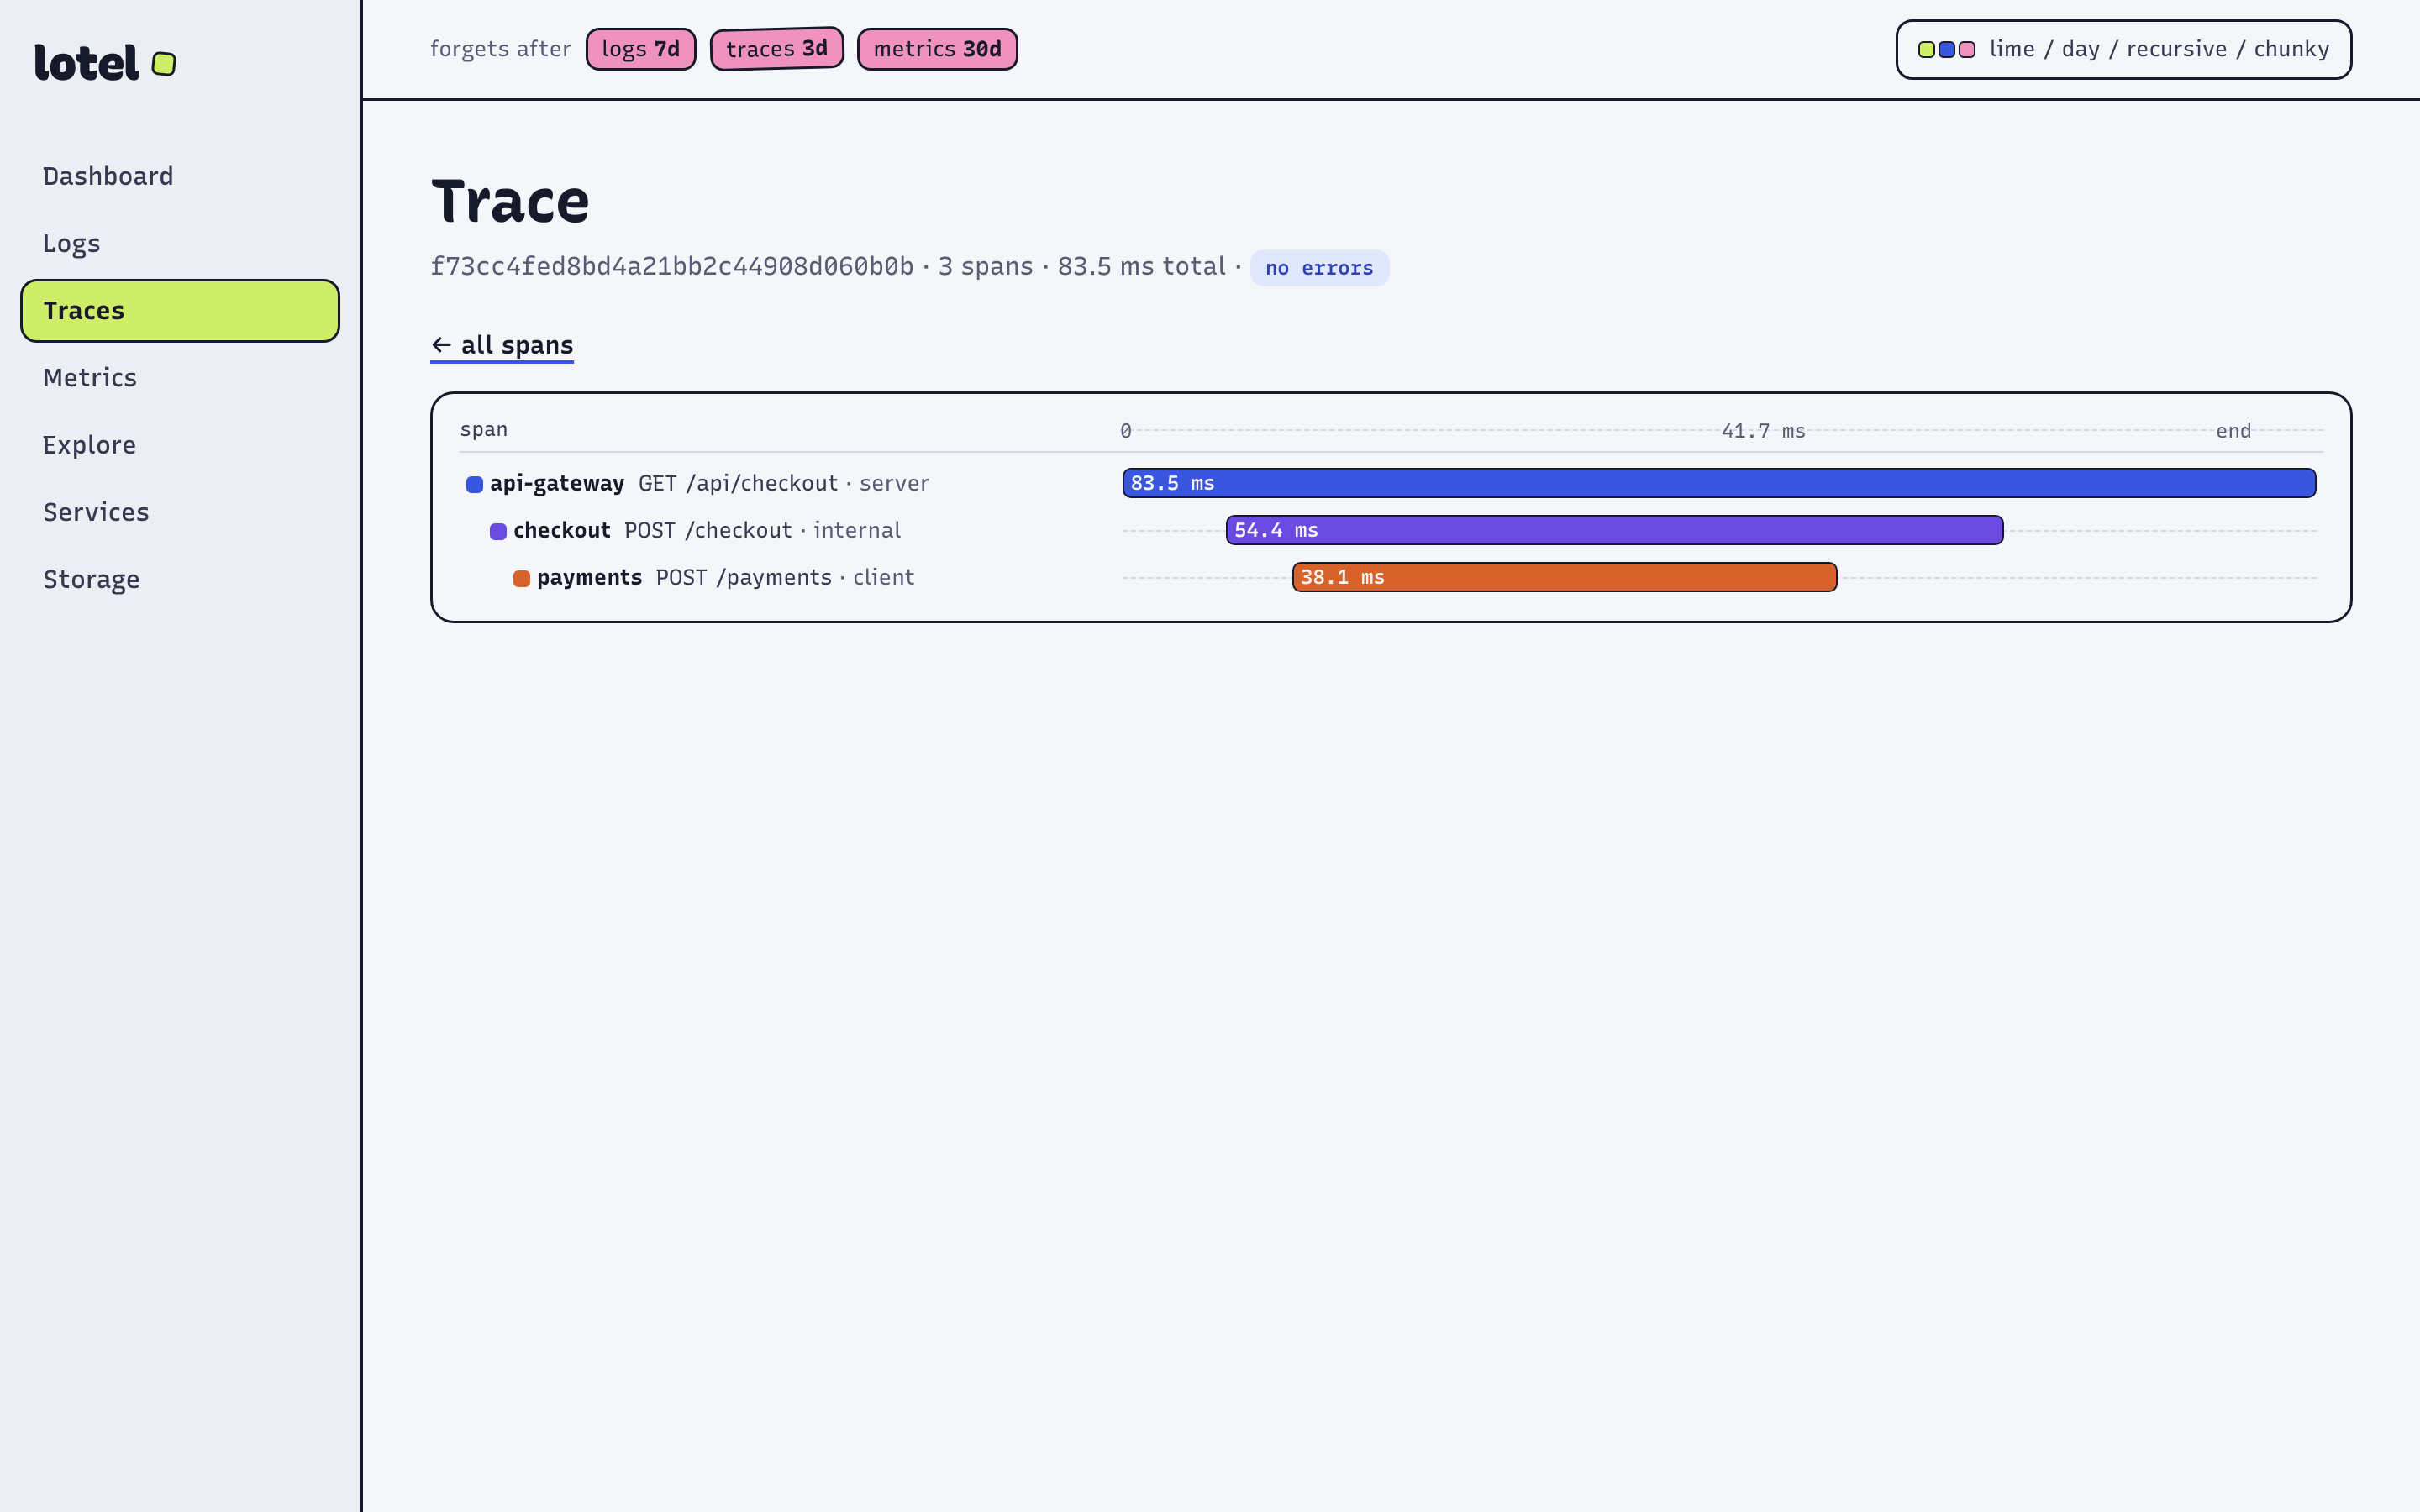 lotel
forgets after logs 7d traces 3d metrics 30d
lime / day / recursive / chunky
Dashboard
Logs
Traces
Metrics
Explore
Services
Storage
Trace
f73cc4fed8bd4a21bb2c44908d060b0b · 3 spans · 83.5 ms total · no errors
← all spans
span 0 41.7 ms end
api-gateway GET /api/checkout · server 83.5 ms
checkout POST /checkout · internal 54.4 ms
payments POST /payments · client 38.1 ms